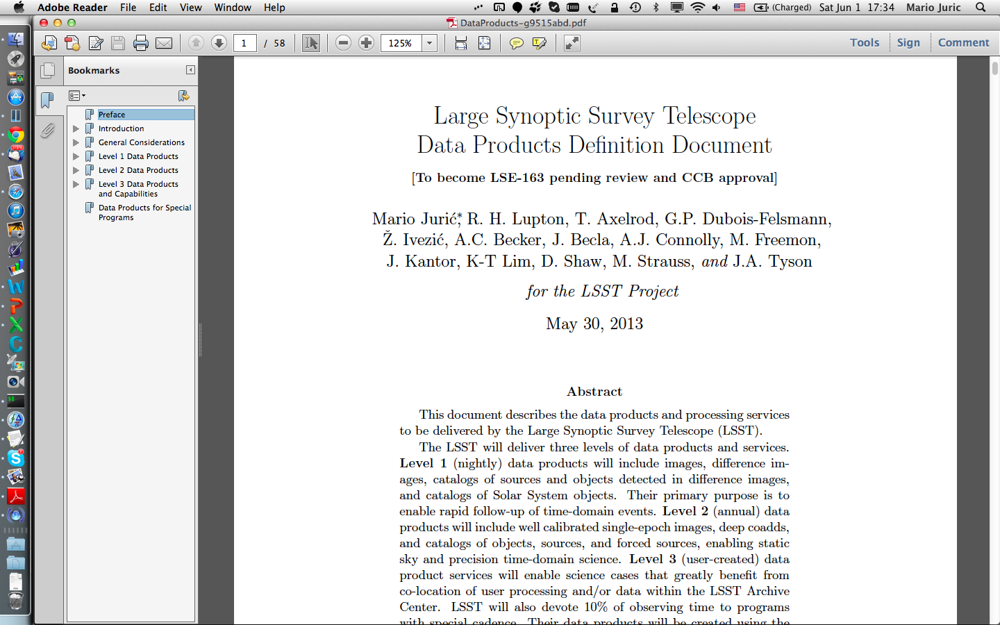 Adobe Reader File Edit View Window Help (Charged) Sat Jun 1 17:34 Mario Juric
DataProducts-g9515abd.pdf
1 / 58 125% Tools Sign Comment
Bookmarks
Preface
Introduction
General Considerations
Level 1 Data Products
Level 2 Data Products
Level 3 Data Products
and Capabilities
Data Products for Special
Programs
Large Synoptic Survey Telescope
Data Products Definition Document
[To become LSE-163 pending review and CCB approval]
Mario Jurić*, R. H. Lupton, T. Axelrod, G.P. Dubois-Felsmann,
Ž. Ivezić, A.C. Becker, J. Becla, A.J. Connolly, M. Freemon,
J. Kantor, K-T Lim, D. Shaw, M. Strauss, and J.A. Tyson
for the LSST Project
May 30, 2013
Abstract
This document describes the data products and processing services
to be delivered by the Large Synoptic Survey Telescope (LSST).
The LSST will deliver three levels of data products and services.
Level 1 (nightly) data products will include images, difference im-
ages, catalogs of sources and objects detected in difference images,
and catalogs of Solar System objects. Their primary purpose is to
enable rapid follow-up of time-domain events. Level 2 (annual) data
products will include well calibrated single-epoch images, deep coadds,
and catalogs of objects, sources, and forced sources, enabling static
sky and precision time-domain science. Level 3 (user-created) data
product services will enable science cases that greatly benefit from
co-location of user processing and/or data within the LSST Archive
Center. LSST will also devote 10% of observing time to programs
with special cadence. Their data products will be created using the